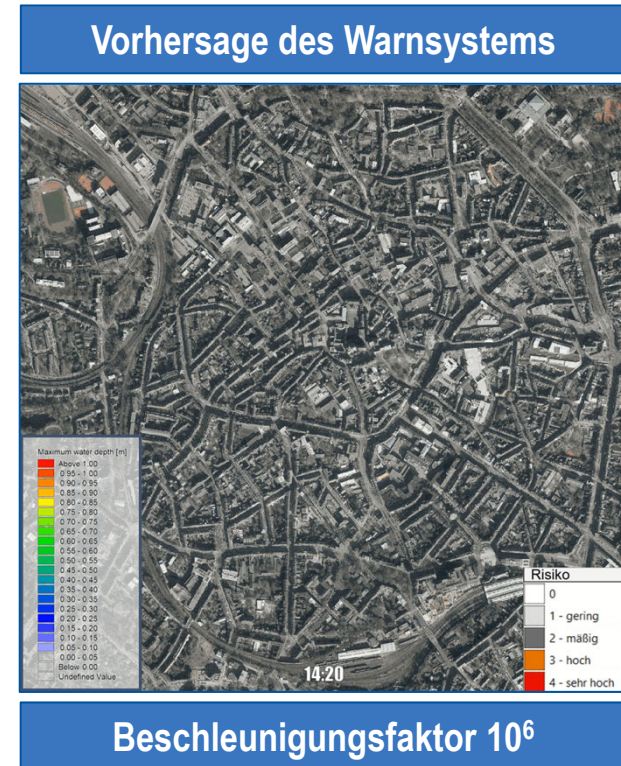 Vorhersage des Warnsystems
Maximum water depth [m]
Above 1.00
0.95 - 1.00
0.90 - 0.95
0.85 - 0.90
0.80 - 0.85
0.75 - 0.80
0.70 - 0.75
0.65 - 0.70
0.60 - 0.65
0.55 - 0.60
0.50 - 0.55
0.45 - 0.50
0.40 - 0.45
0.35 - 0.40
0.30 - 0.35
0.25 - 0.30
0.20 - 0.25
0.15 - 0.20
0.10 - 0.15
0.05 - 0.10
0.00 - 0.05
Below 0.00
Undefined Value
Risiko
0
1 - gering
2 - mäßig
3 - hoch
4 - sehr hoch
14:20
Beschleunigungsfaktor 10⁶